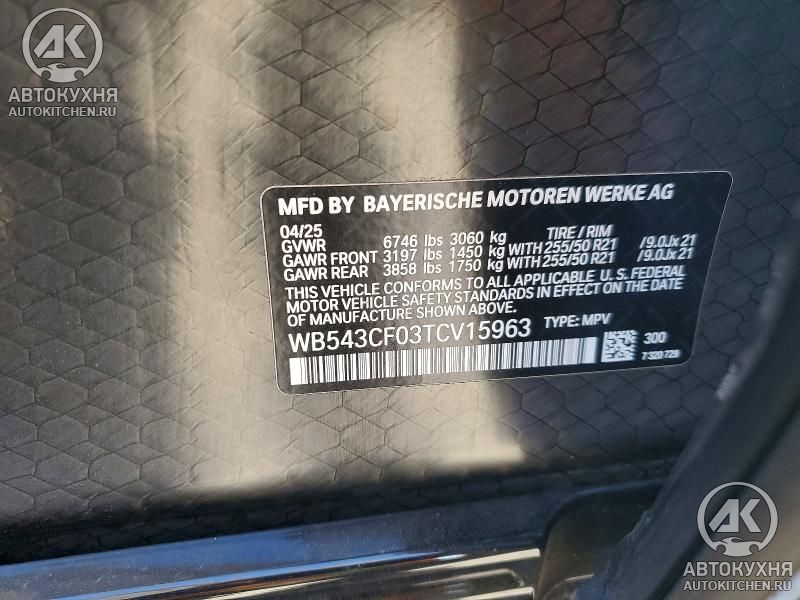 АВТОКУХНЯ
AUTOKITCHEN.RU
MFD BY BAYERISCHE MOTOREN WERKE AG
04/25 TIRE / RIM
GVWR 6746 lbs 3060 kg
GAWR FRONT 3197 lbs 1450 kg WITH 255/50 R21 /9.0Jx21
GAWR REAR 3858 lbs 1750 kg WITH 255/50 R21 /9.0Jx21
THIS VEHICLE CONFORMS TO ALL APPLICABLE U.S. FEDERAL
MOTOR VEHICLE SAFETY STANDARDS IN EFFECT ON THE DATE
OF MANUFACTURE SHOWN ABOVE.
WB543CF03TCV15963 TYPE: MPV
300
7 320 729
АВТОКУХНЯ
AUTOKITCHEN.RU